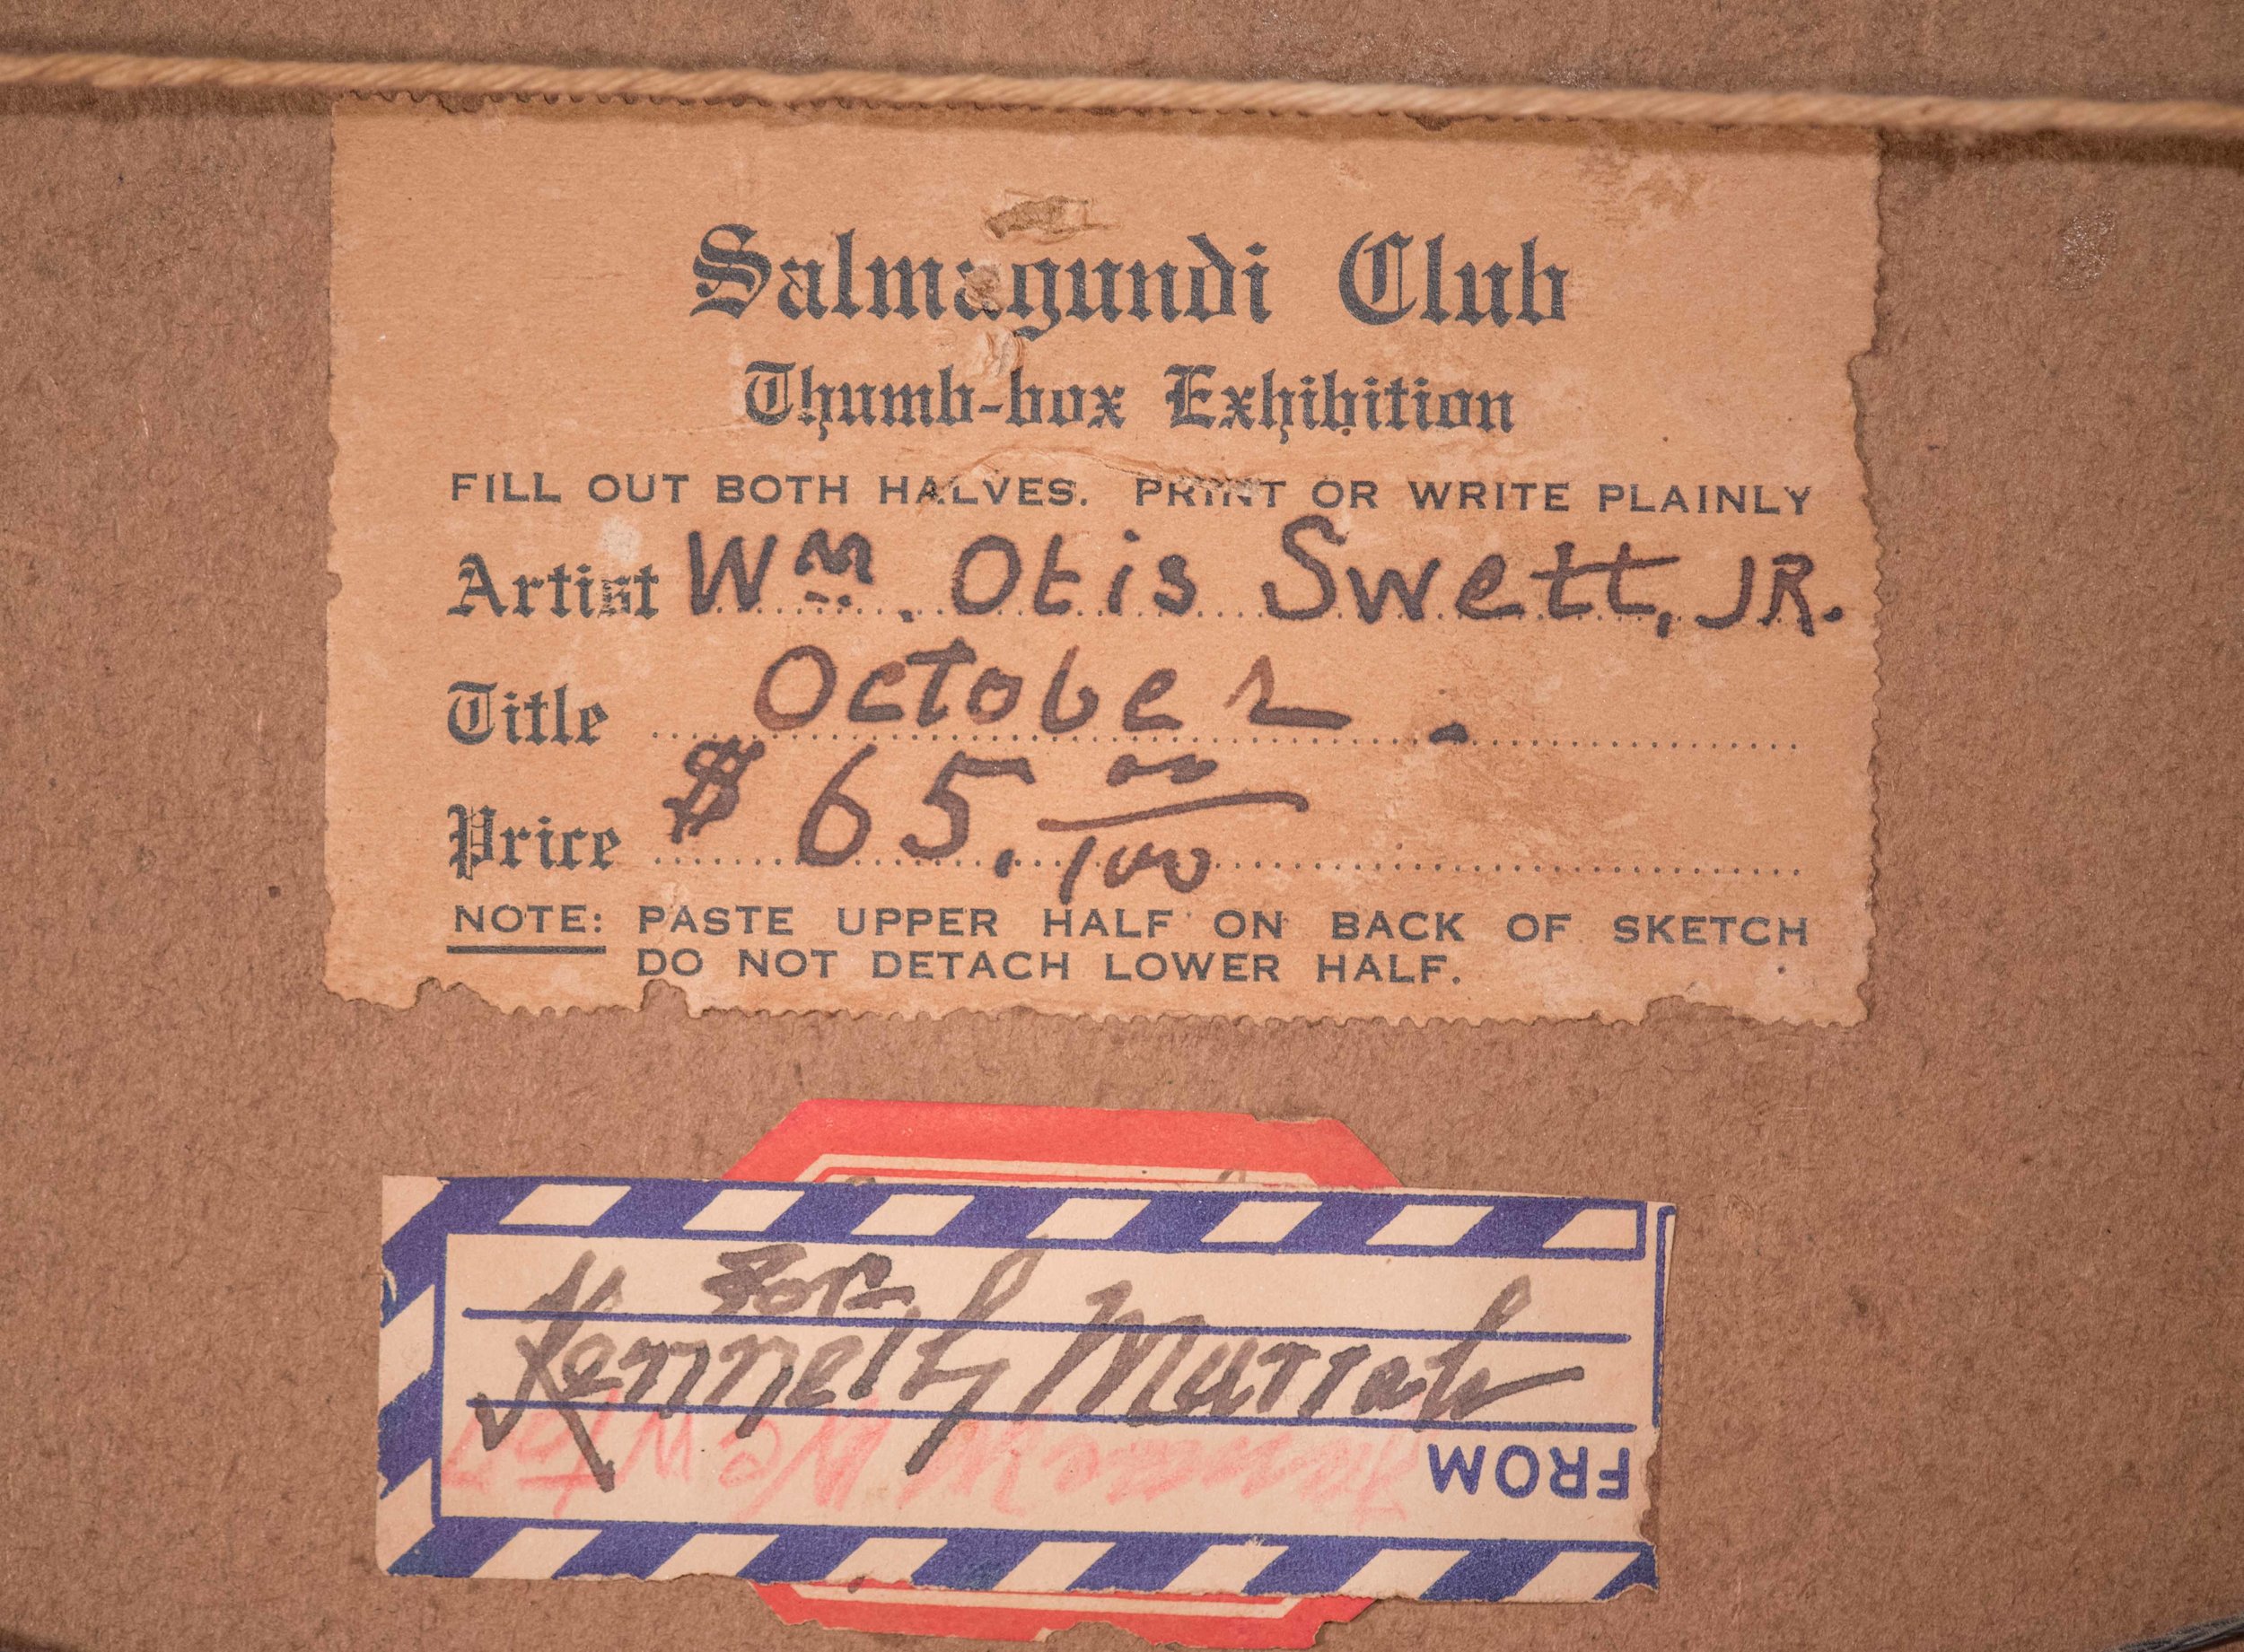 Salmagundi Club
Thumb-box Exhibition
FILL OUT BOTH HALVES. PRINT OR WRITE PLAINLY
Artist Wm. Otis Swett, JR.
Title October.
Price $65.00/100
NOTE: PASTE UPPER HALF ON BACK OF SKETCH
DO NOT DETACH LOWER HALF.
For
Kenneth Murrah
FROM